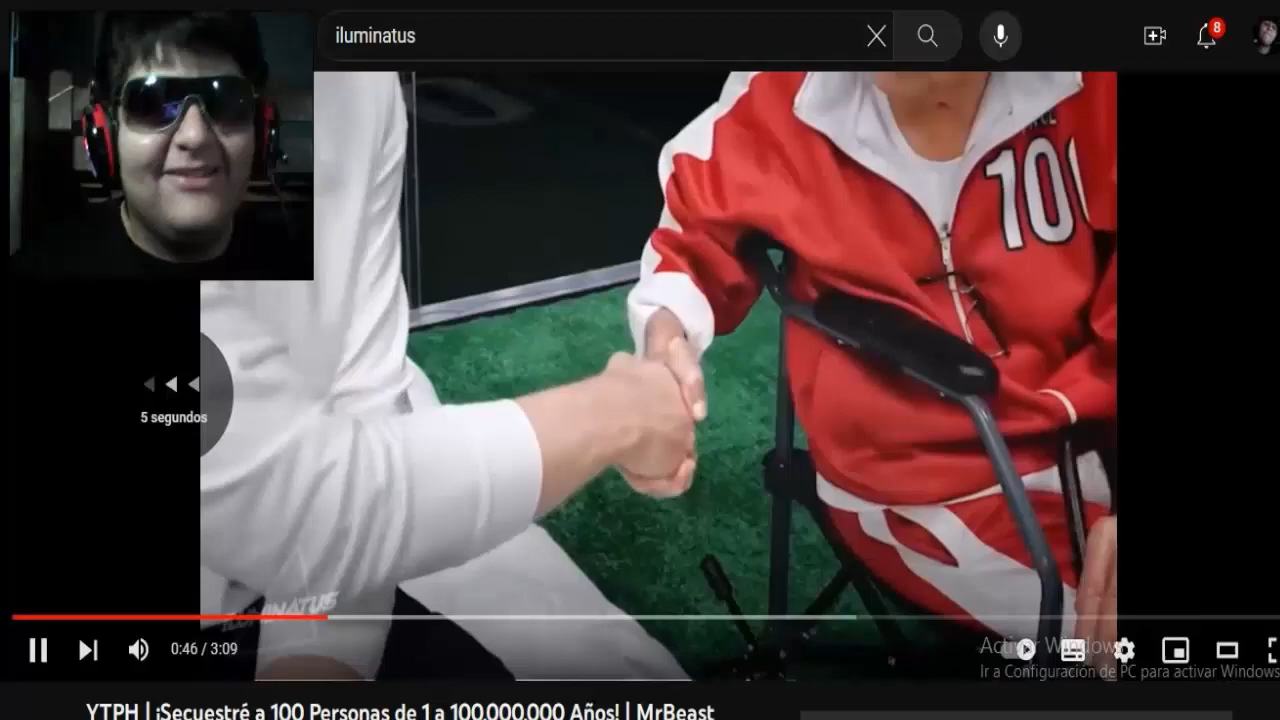 iluminatus
8
100
5 segundos
ILUMINATUS
0:46 / 3:09
Activar Windows
Ir a Configuración de PC para activar Windows
YTPH | ¡Secuestré a 100 Personas de 1 a 100.000.000 Años! | MrBeast